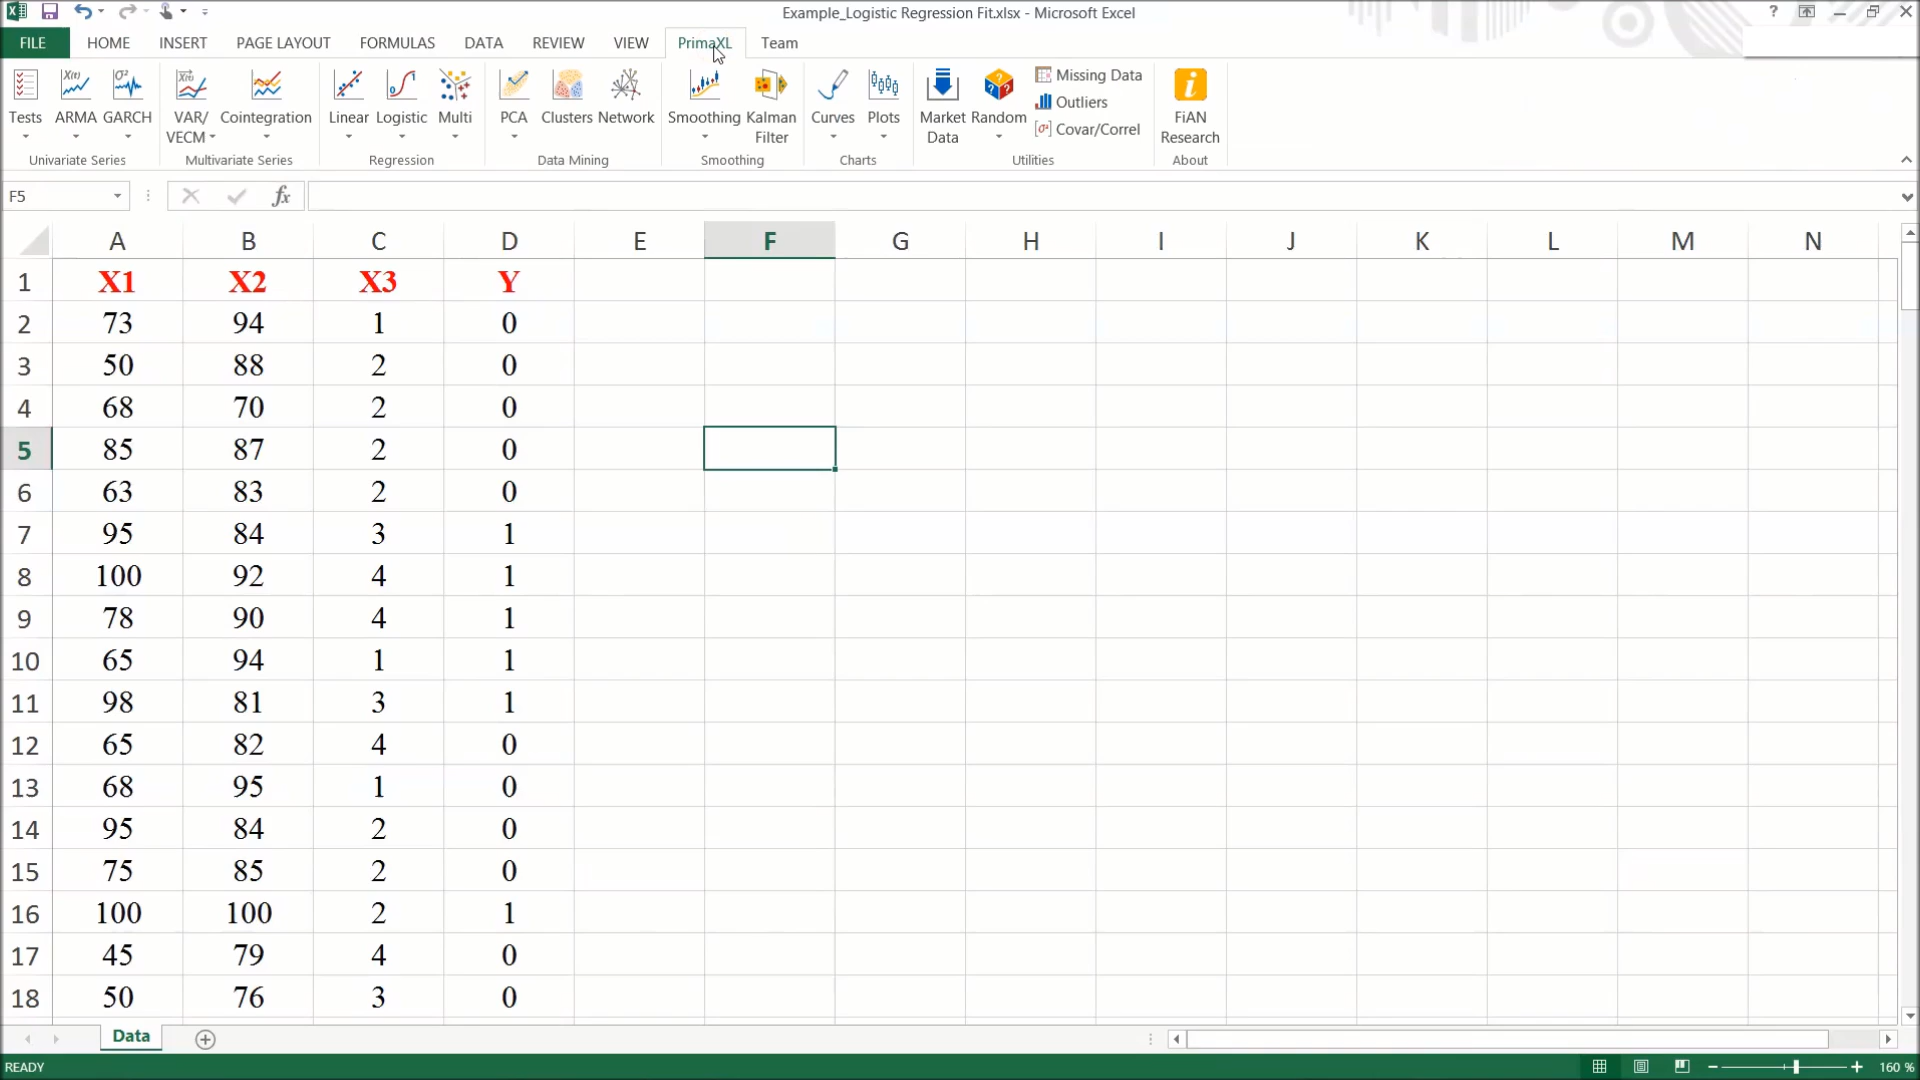 Example_Logistic Regression Fit.xlsx - Microsoft Excel
?
FILE HOME INSERT PAGE LAYOUT FORMULAS DATA REVIEW VIEW PrimaXL Team
Tests ARMA GARCH VAR/ VECM Cointegration Linear Logistic Multi PCA Clusters Network Smoothing Kalman Filter Curves Plots Market Data Random Missing Data Outliers Covar/Correl FiAN Research
Univariate Series Multivariate Series Regression Data Mining Smoothing Charts Utilities About
F5 fx
A B C D E F G H I J K L M N
1 X1 X2 X3 Y
2 73 94 1 0
3 50 88 2 0
4 68 70 2 0
5 85 87 2 0
6 63 83 2 0
7 95 84 3 1
8 100 92 4 1
9 78 90 4 1
10 65 94 1 1
11 98 81 3 1
12 65 82 4 0
13 68 95 1 0
14 95 84 2 0
15 75 85 2 0
16 100 100 2 1
17 45 79 4 0
18 50 76 3 0
Data
READY 160 %